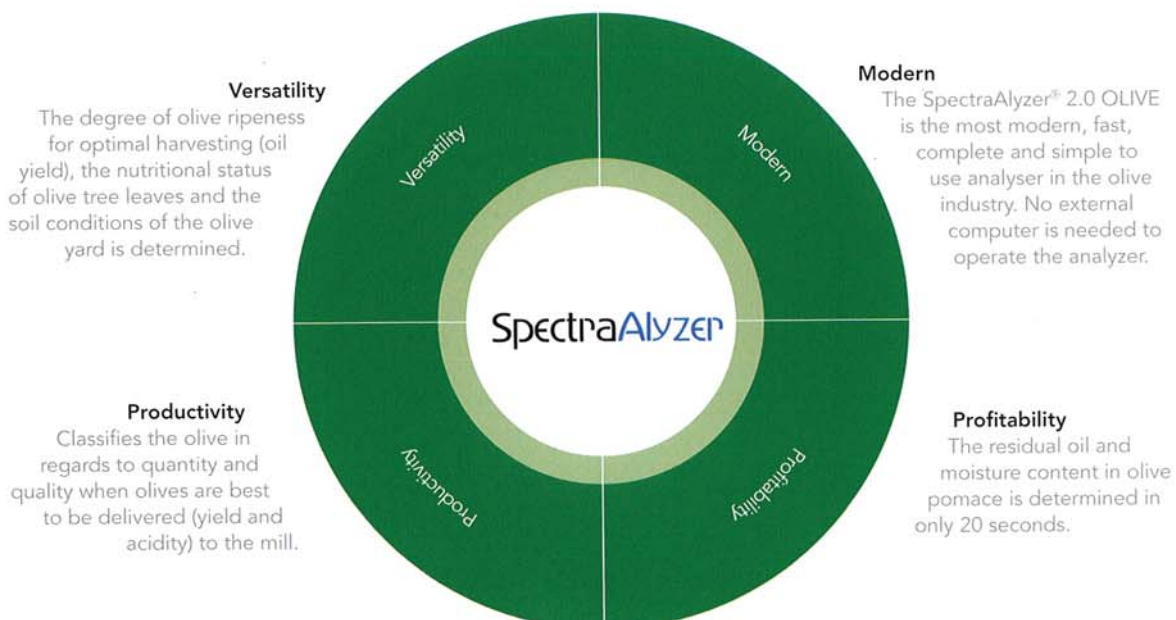 Versatility
The degree of olive ripeness
for optimal harvesting (oil
yield), the nutritional status
of olive tree leaves and the
soil conditions of the olive
yard is determined.
Modern
The SpectraAlyzer® 2.0 OLIVE
is the most modern, fast,
complete and simple to
use analyser in the olive
industry. No external
computer is needed to
operate the analyzer.
Versatility
Modern
SpectraAlyzer
Productivity
Profitability
Productivity
Classifies the olive in
regards to quantity and
quality when olives are best
to be delivered (yield and
acidity) to the mill.
Profitability
The residual oil and
moisture content in olive
pomace is determined in
only 20 seconds.